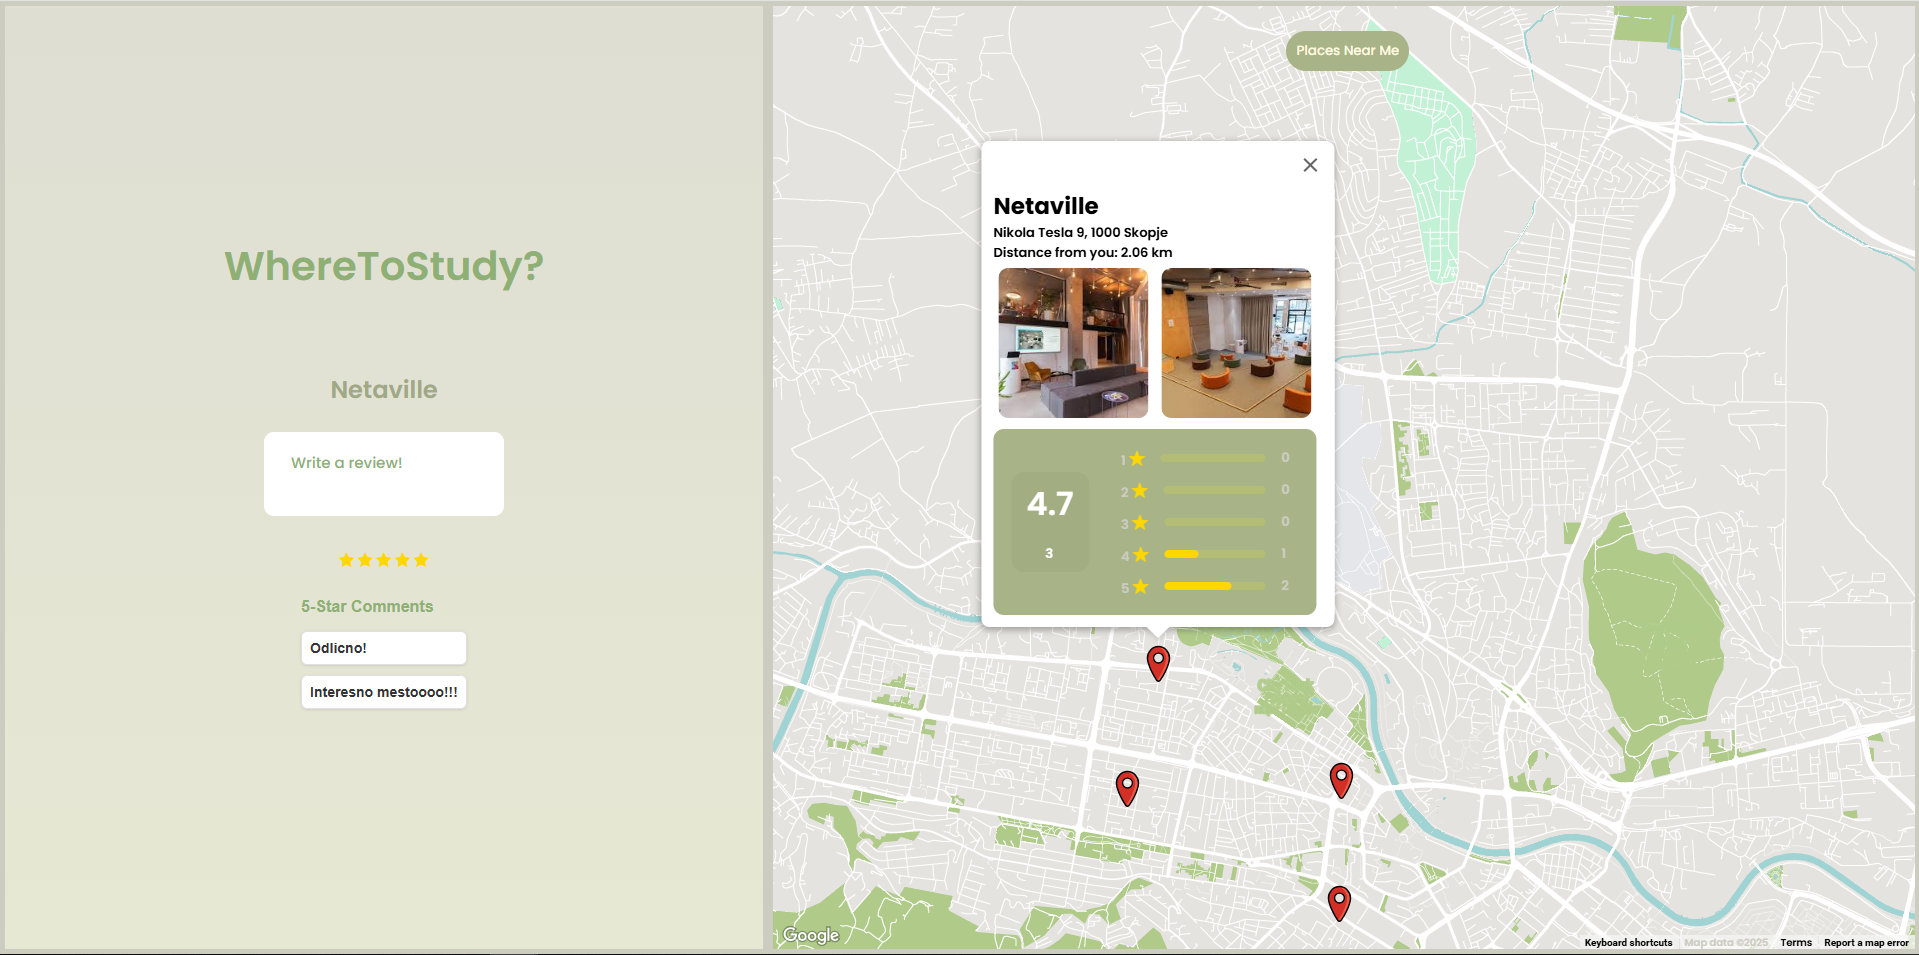 WhereToStudy?
Netaville
Write a review!
5-Star Comments
Odlicno!
Interesno mestoooo!!!
Places Near Me
Netaville
Nikola Tesla 9, 1000 Skopje
Distance from you: 2.06 km
4.7
3
1 0
2 0
3 0
4 1
5 2
Google
Keyboard shortcuts Map data ©2025 Terms Report a map error